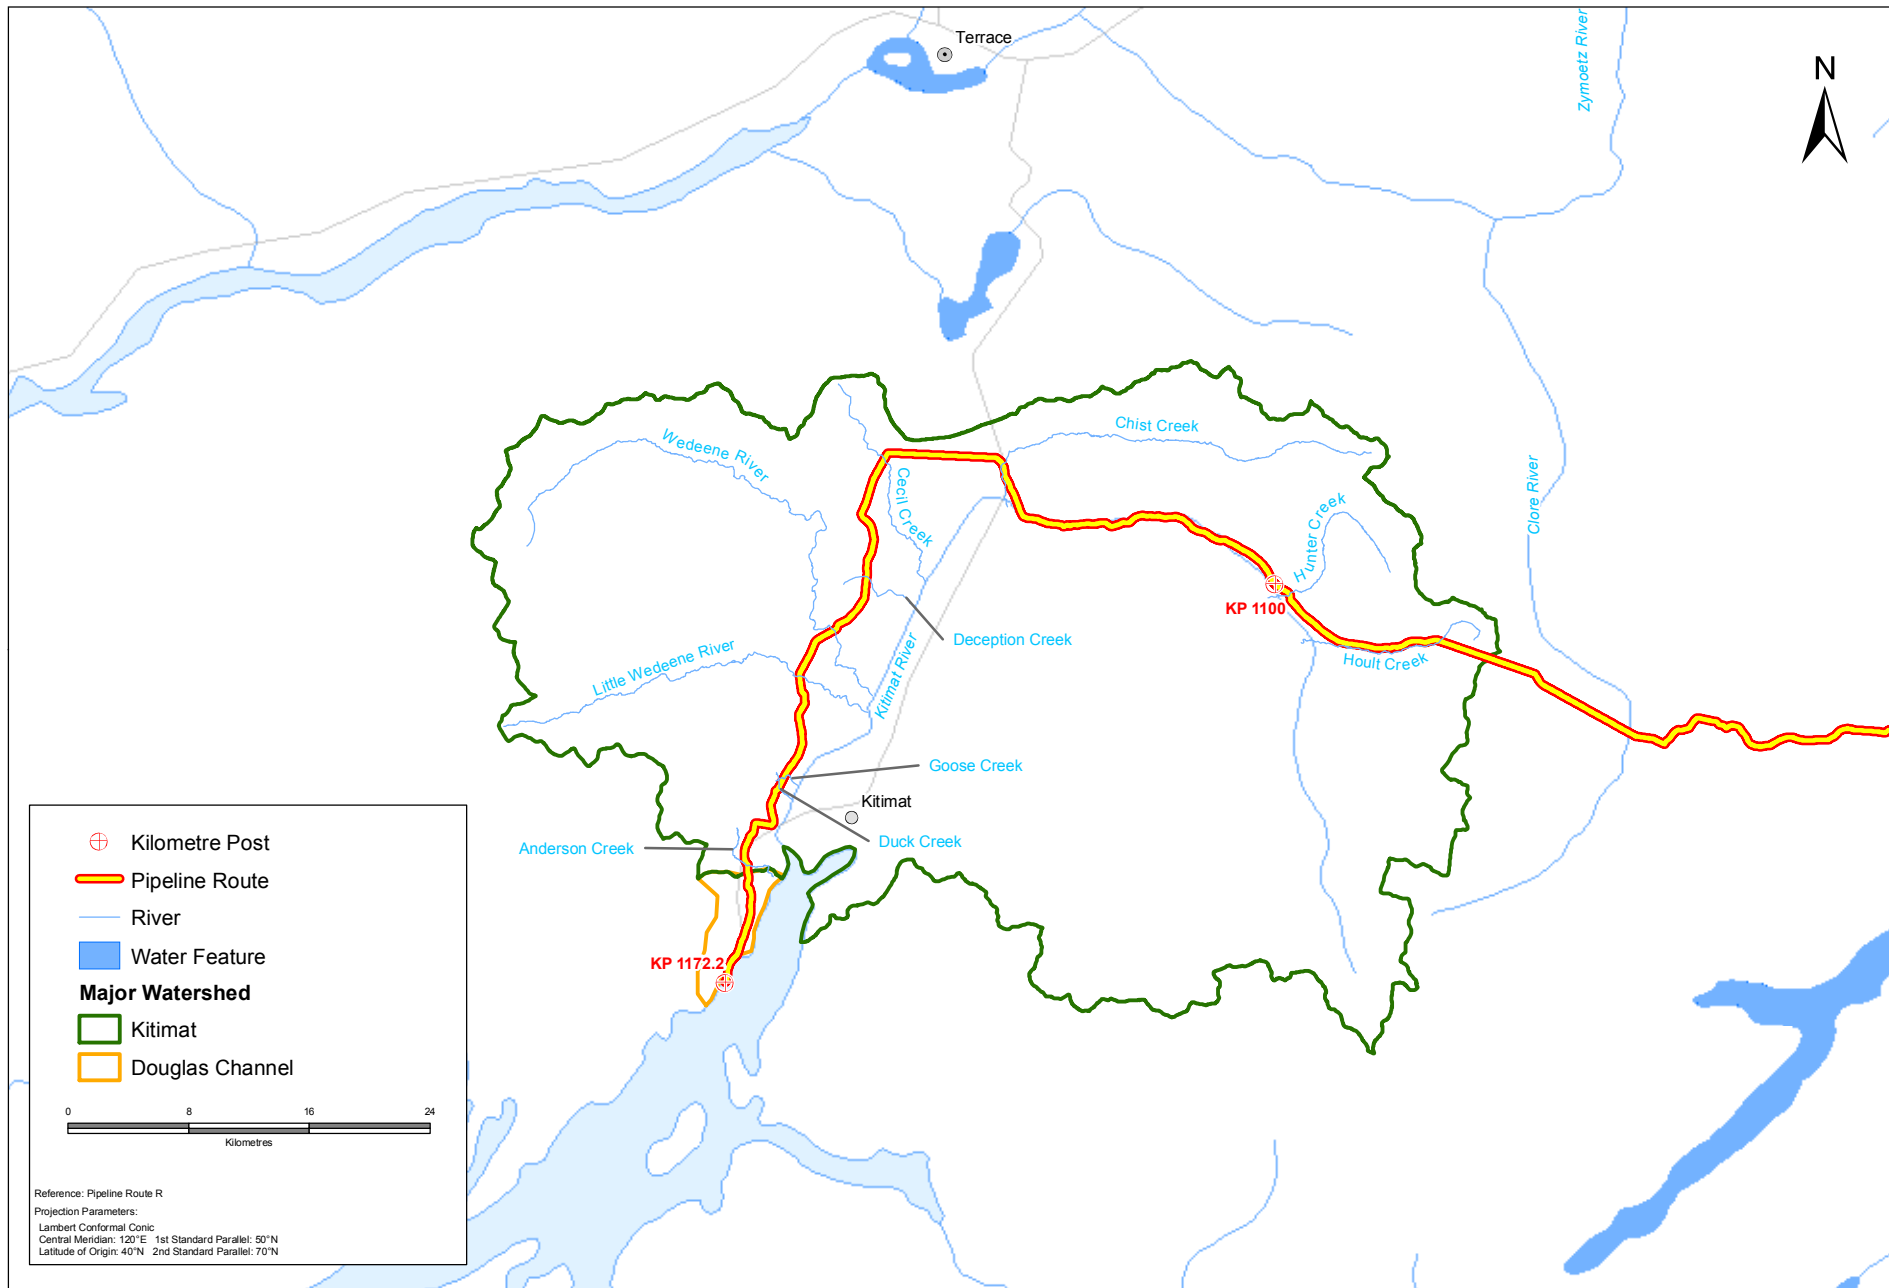 Terrace
Zymoetz River
N
Chist Creek
Wedeene River
Cecil Creek
Clore River
Hunter Creek
KP 1100
Deception Creek
Kitimat River
Little Wedeene River
Hoult Creek
Goose Creek
Kitimat
Duck Creek
Anderson Creek
KP 1172.2
Kilometre Post
Pipeline Route
River
Water Feature
Major Watershed
Kitimat
Douglas Channel
0 8 16 24
Kilometres
Reference: Pipeline Route R
Projection Parameters:
Lambert Conformal Conic
Central Meridian: 120°E 1st Standard Parallel: 50°N
Latitude of Origin: 40°N 2nd Standard Parallel: 70°N